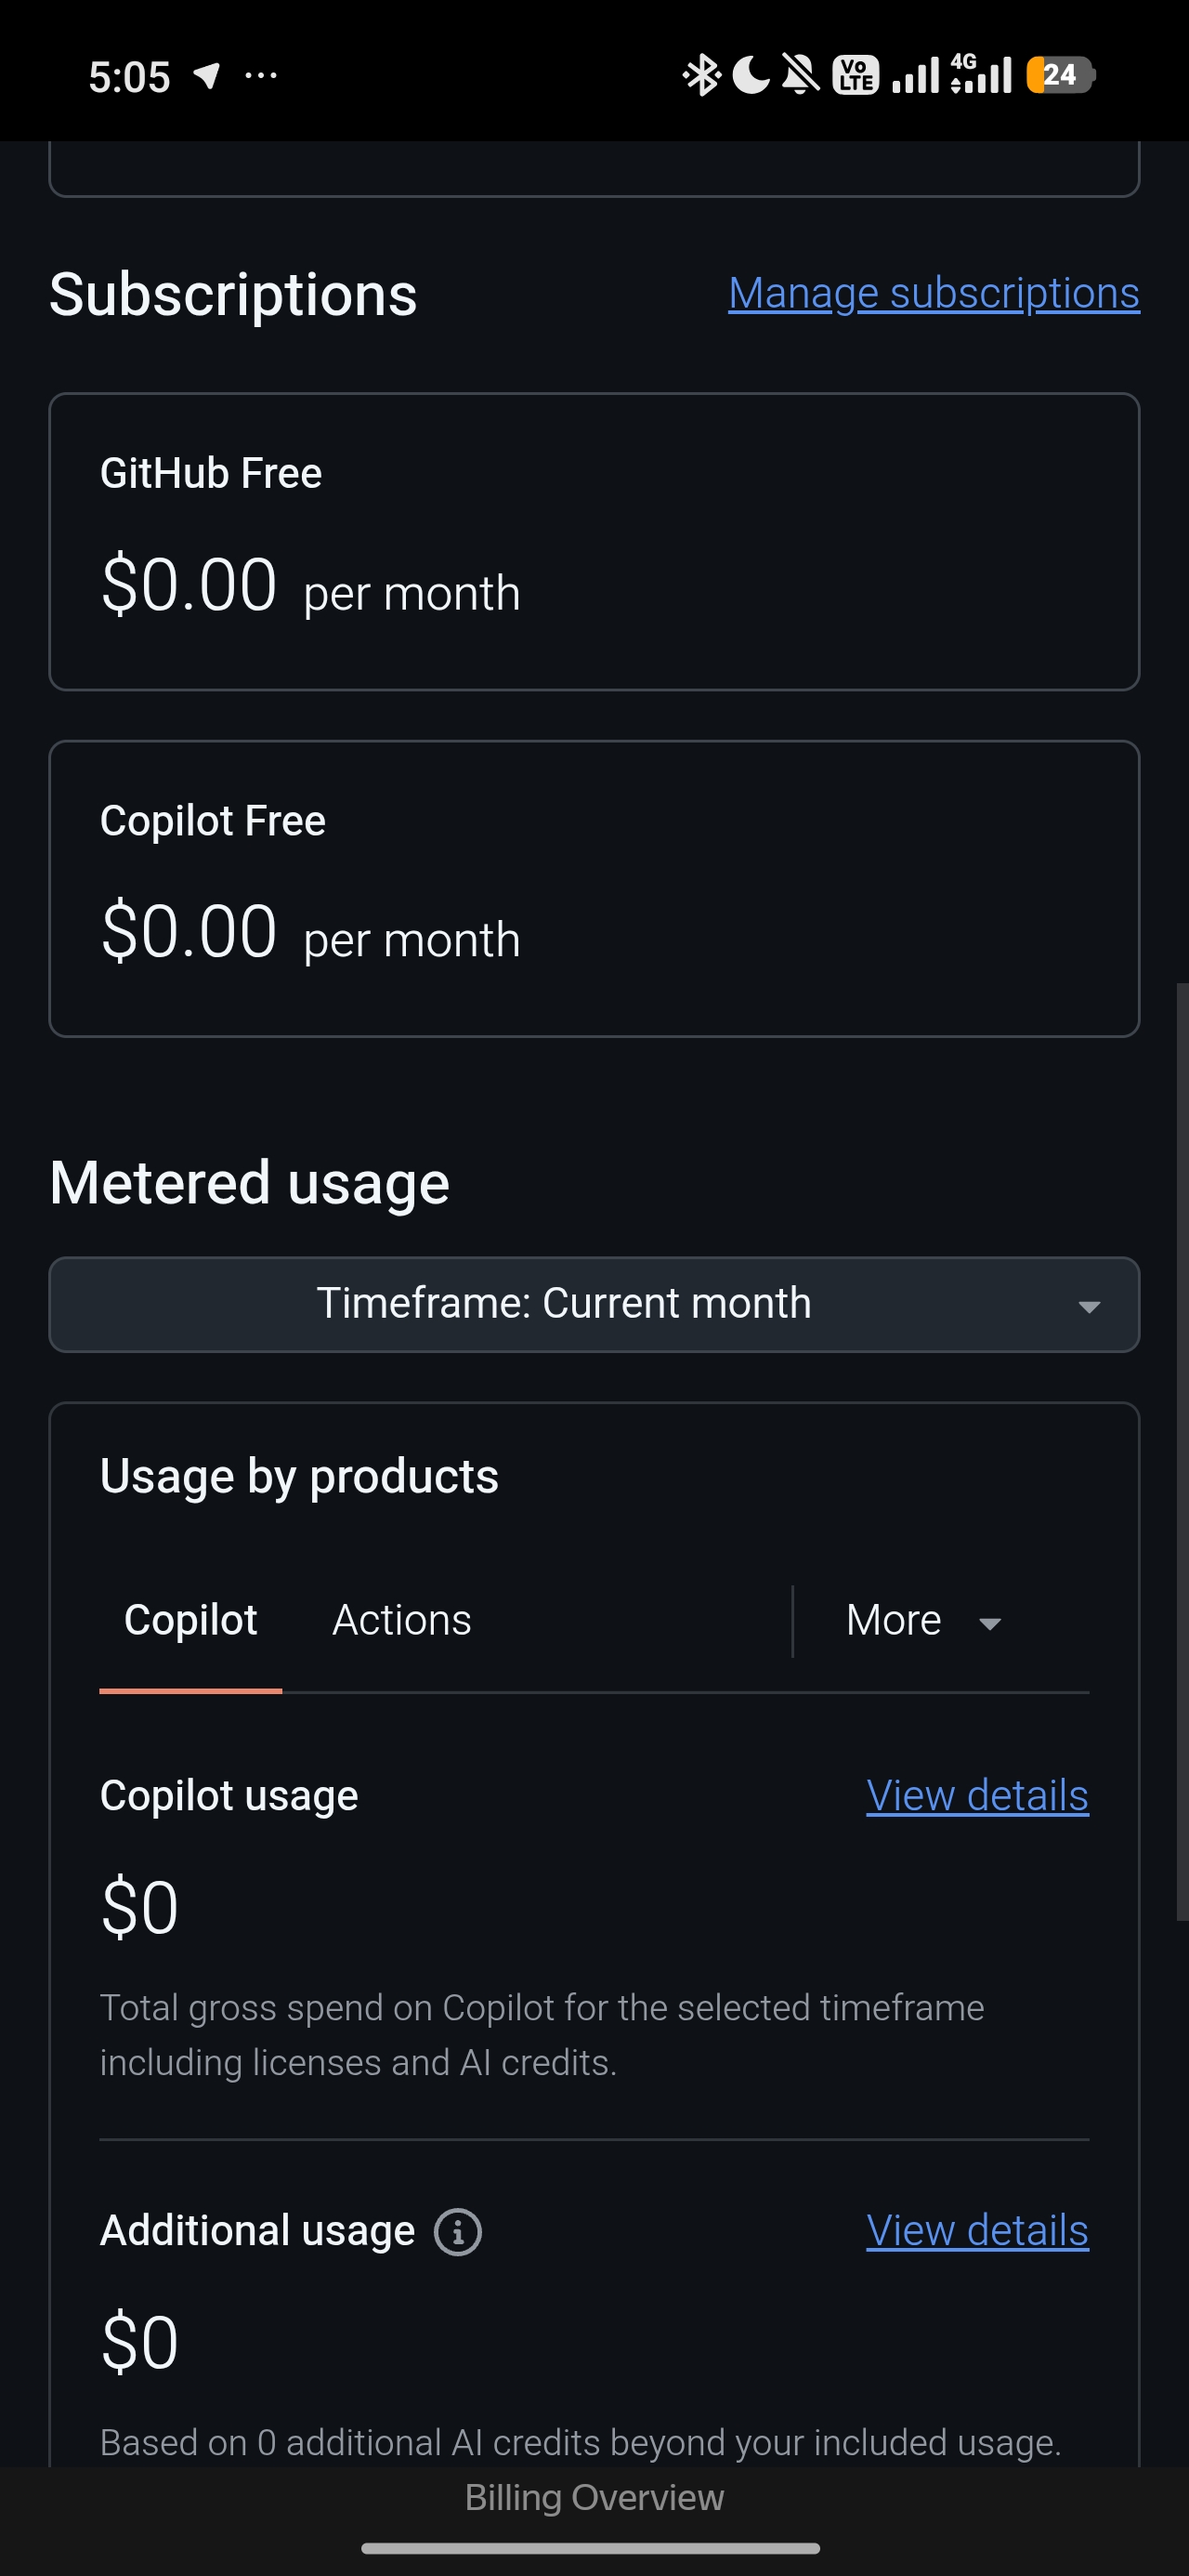 5:05 ...
Vo LTE 4G 24
Subscriptions Manage subscriptions
GitHub Free
$0.00 per month
Copilot Free
$0.00 per month
Metered usage
Timeframe: Current month
Usage by products
Copilot Actions More
Copilot usage View details
$0
Total gross spend on Copilot for the selected timeframe
including licenses and AI credits.
Additional usage View details
$0
Based on 0 additional AI credits beyond your included usage.
Billing Overview